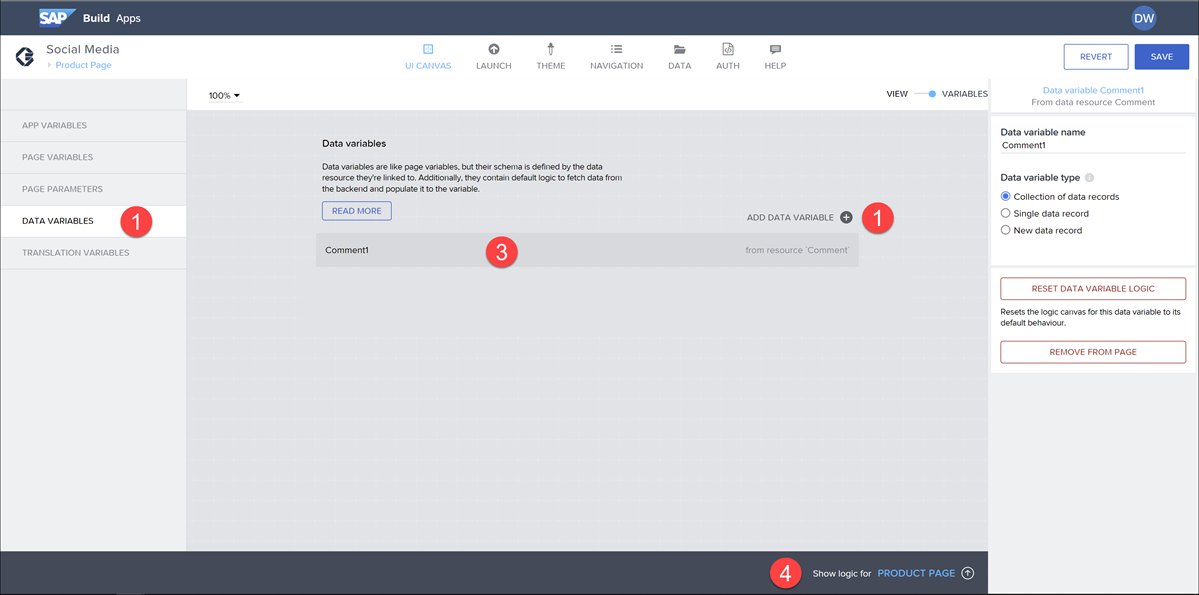 SAP Build Apps
DW
Social Media
Product Page
UI CANVAS
LAUNCH
THEME
NAVIGATION
DATA
AUTH
HELP
REVERT
SAVE
100%
VIEW
VARIABLES
APP VARIABLES
PAGE VARIABLES
PAGE PARAMETERS
DATA VARIABLES
1
TRANSLATION VARIABLES
Data variables
Data variables are like page variables, but their schema is defined by the data
resource they're linked to. Additionally, they contain default logic to fetch data from
the backend and populate it to the variable.
READ MORE
ADD DATA VARIABLE
1
Comment1
3
from resource `Comment`
Data variable Comment1
From data resource Comment
Data variable name
Comment1
Data variable type
Collection of data records
Single data record
New data record
RESET DATA VARIABLE LOGIC
Resets the logic canvas for this data variable to its
default behaviour.
REMOVE FROM PAGE
4
Show logic for PRODUCT PAGE